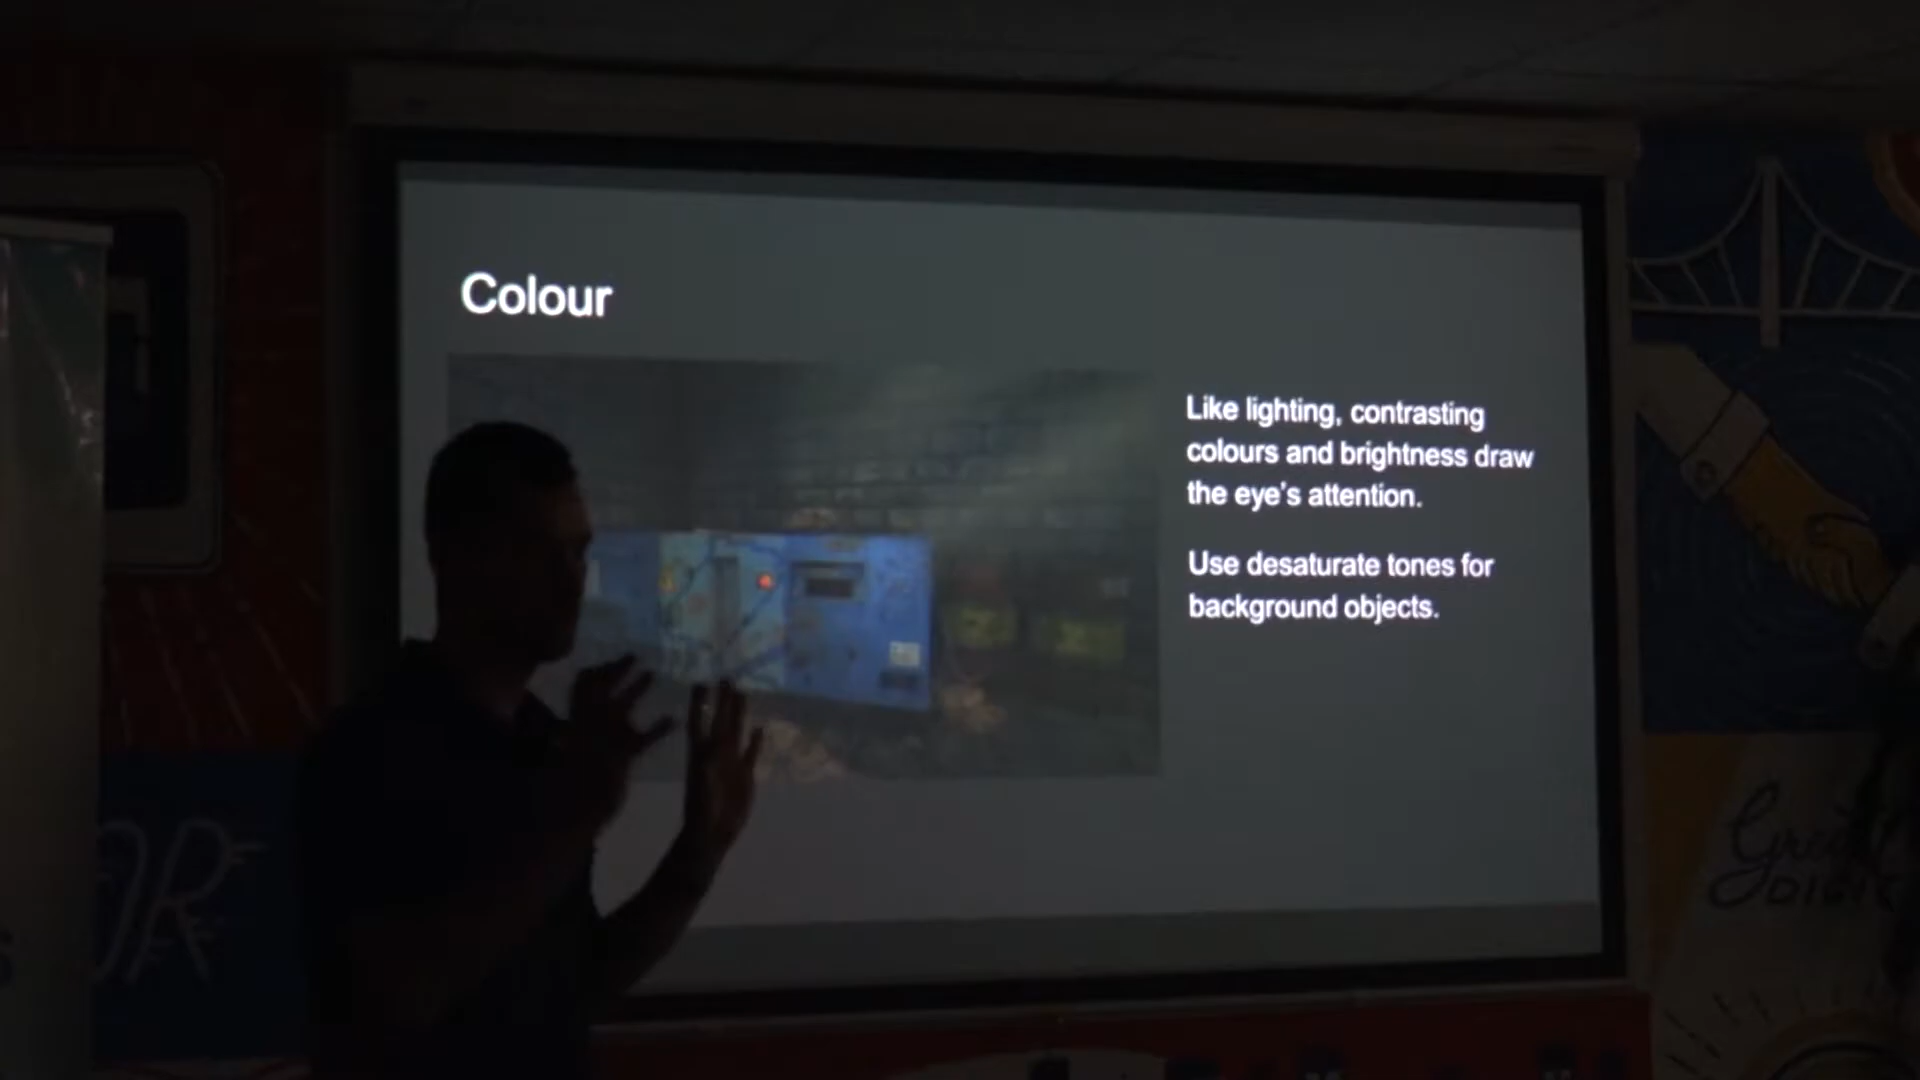 Colour
Like lighting, contrasting
colours and brightness draw
the eye's attention.
Use desaturate tones for
background objects.